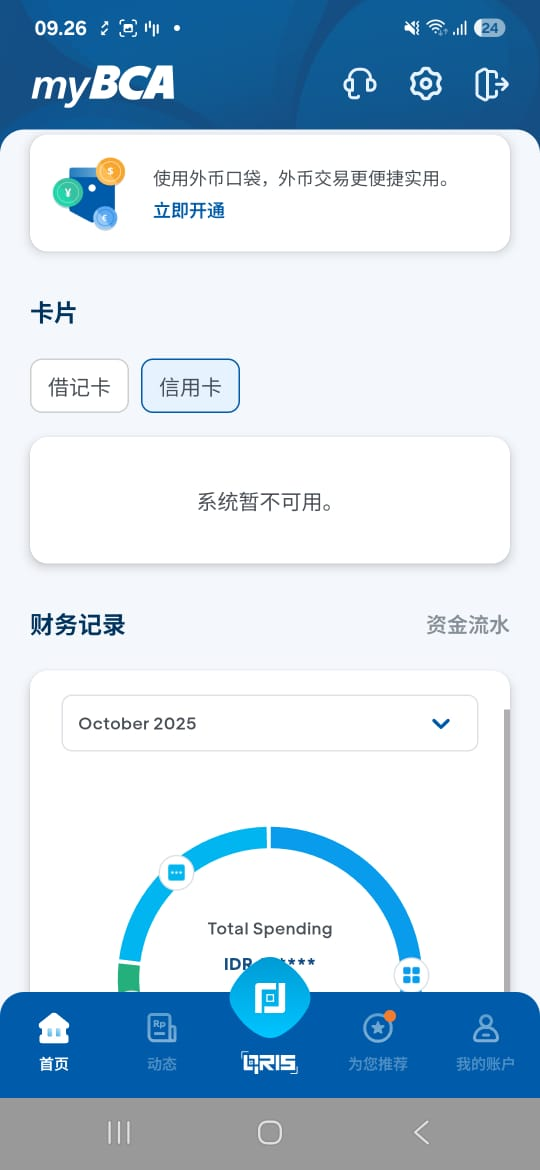 09.26
24
myBCA
使用外币口袋，外币交易更便捷实用。
立即开通
卡片
借记卡
信用卡
系统暂不可用。
财务记录
资金流水
October 2025
Total Spending
IDR ****
首页
Rp
动态
QRIS
为您推荐
我的账户